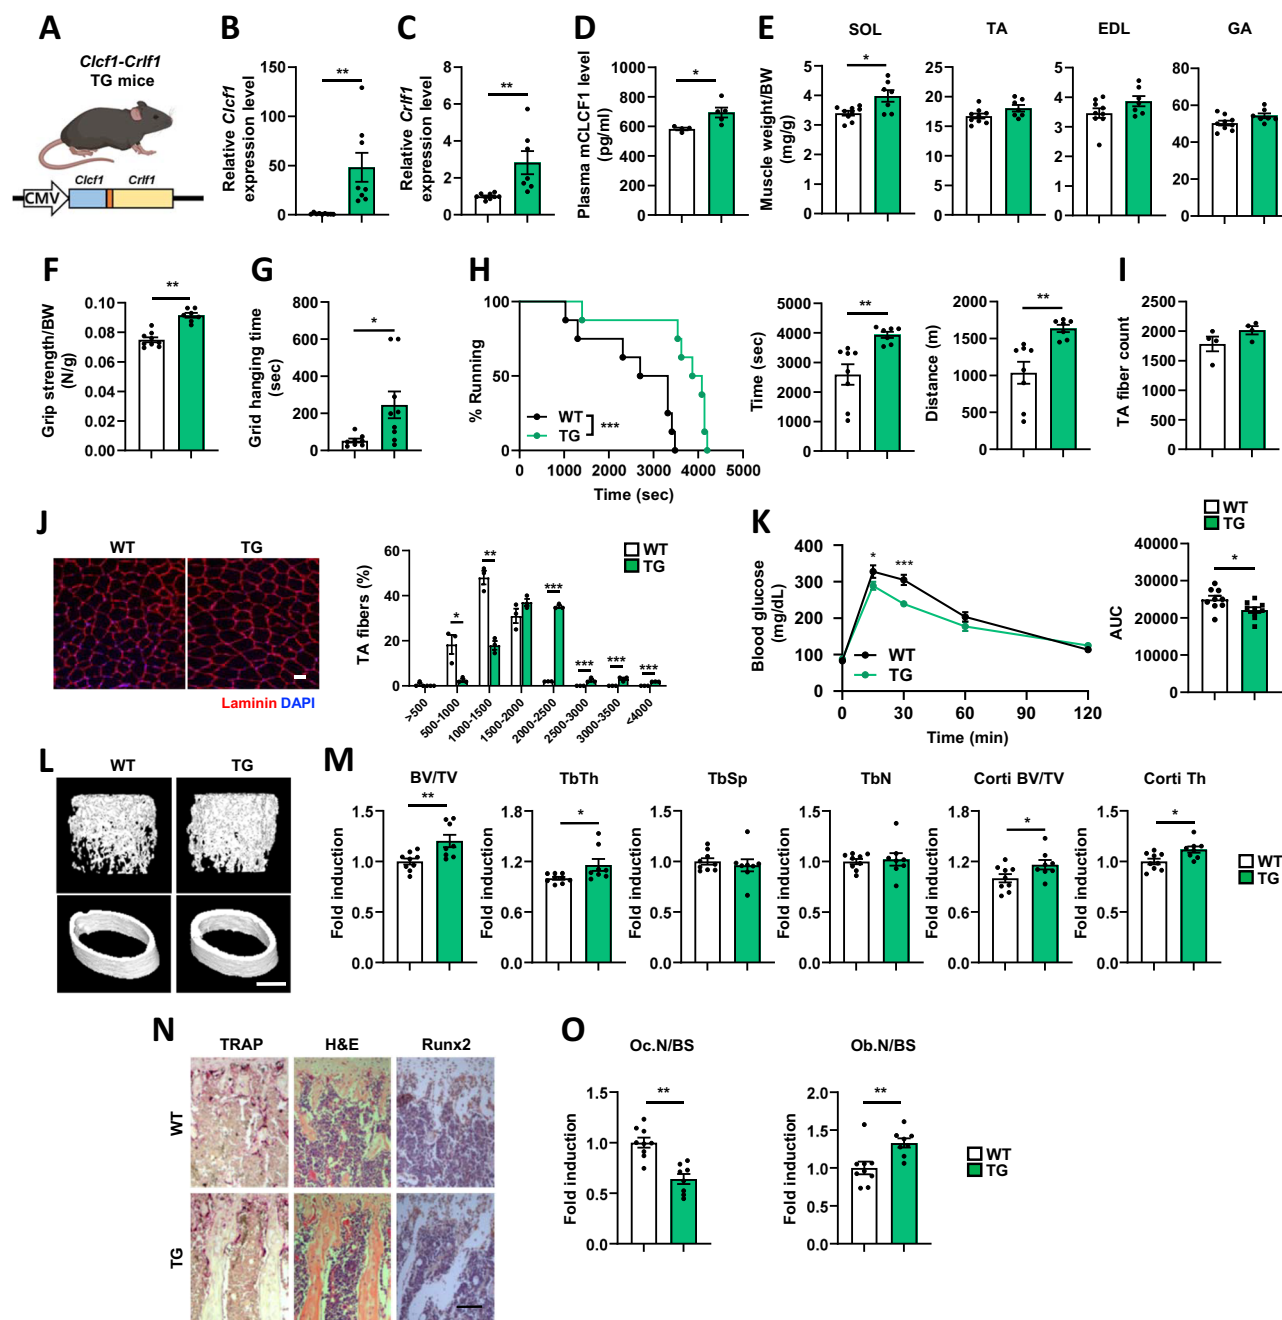 A
Clcf1-Crlf1
TG mice
CMV
Clcf1
Crlf1
B
Relative Clcf1
expression level
150
100
50
0
**
C
Relative Crlf1
expression level
8
6
4
2
0
**
D
Plasma mCLCF1 level
(pg/ml)
1000
800
600
400
200
0
*
E
Muscle weight/BW
(mg/g)
SOL
5
4
3
2
1
0
*
TA
25
20
15
10
5
0
EDL
5
4
3
2
1
0
GA
80
60
40
20
0
F
Grip strength/BW
(N/g)
0.10
0.08
0.06
0.04
0.02
0.00
**
G
Grid hanging time
(sec)
800
600
400
200
0
*
H
% Running
100
50
0
WT
TG
***
0 1000 2000 3000 4000 5000
Time (sec)
Time (sec)
5000
4000
3000
2000
1000
0
**
Distance (m)
2000
1500
1000
500
0
**
I
TA fiber count
2500
2000
1500
1000
500
0
J
WT
TG
Laminin DAPI
TA fibers (%)
60
40
20
0
*
**
***
***
***
***
WT
TG
>500
500-1000
1000-1500
1500-2000
2000-2500
2500-3000
3000-3500
<4000
K
Blood glucose
(mg/dL)
400
300
200
100
0
*
***
WT
TG
0 30 60 90 120
Time (min)
WT
TG
AUC
40000
30000
20000
10000
0
*
L
WT
TG
M
BV/TV
Fold induction
1.5
1.0
0.5
0.0
**
TbTh
Fold induction
1.8
1.2
0.6
0.0
*
TbSp
Fold induction
1.5
1.0
0.5
0.0
TbN
Fold induction
1.5
1.0
0.5
0.0
Corti BV/TV
Fold induction
1.8
1.2
0.6
0.0
*
Corti Th
Fold induction
1.5
1.0
0.5
0.0
*
WT
TG
N
TRAP
H&E
Runx2
WT
TG
O
Oc.N/BS
Fold induction
1.5
1.0
0.5
0.0
**
Ob.N/BS
Fold induction
2.0
1.5
1.0
0.5
0.0
**
WT
TG